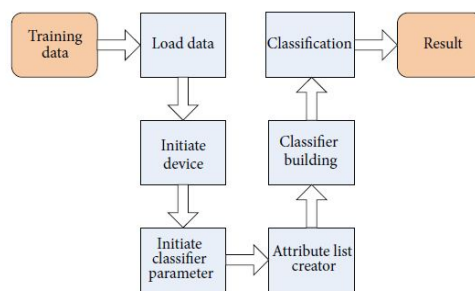 Training
data
Load data
Initiate
device
Initiate
classifier
parameter
Attribute list
creator
Classifier
building
Classification
Result